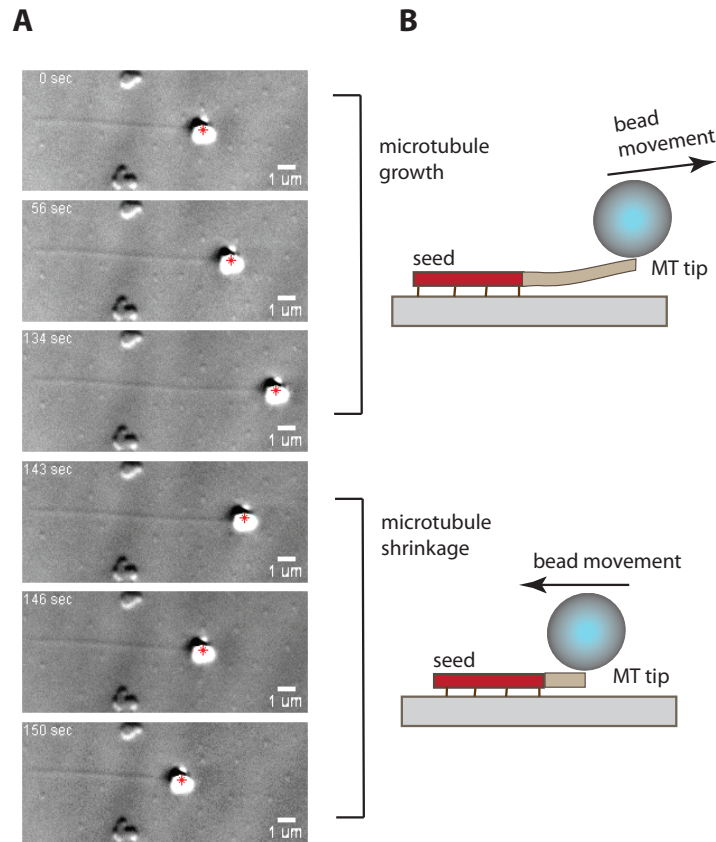 A
B
0 sec
1 um
56 sec
1 um
134 sec
1 um
143 sec
1 um
146 sec
1 um
150 sec
1 um
microtubule
growth
bead
movement
seed
MT tip
microtubule
shrinkage
bead movement
seed
MT tip